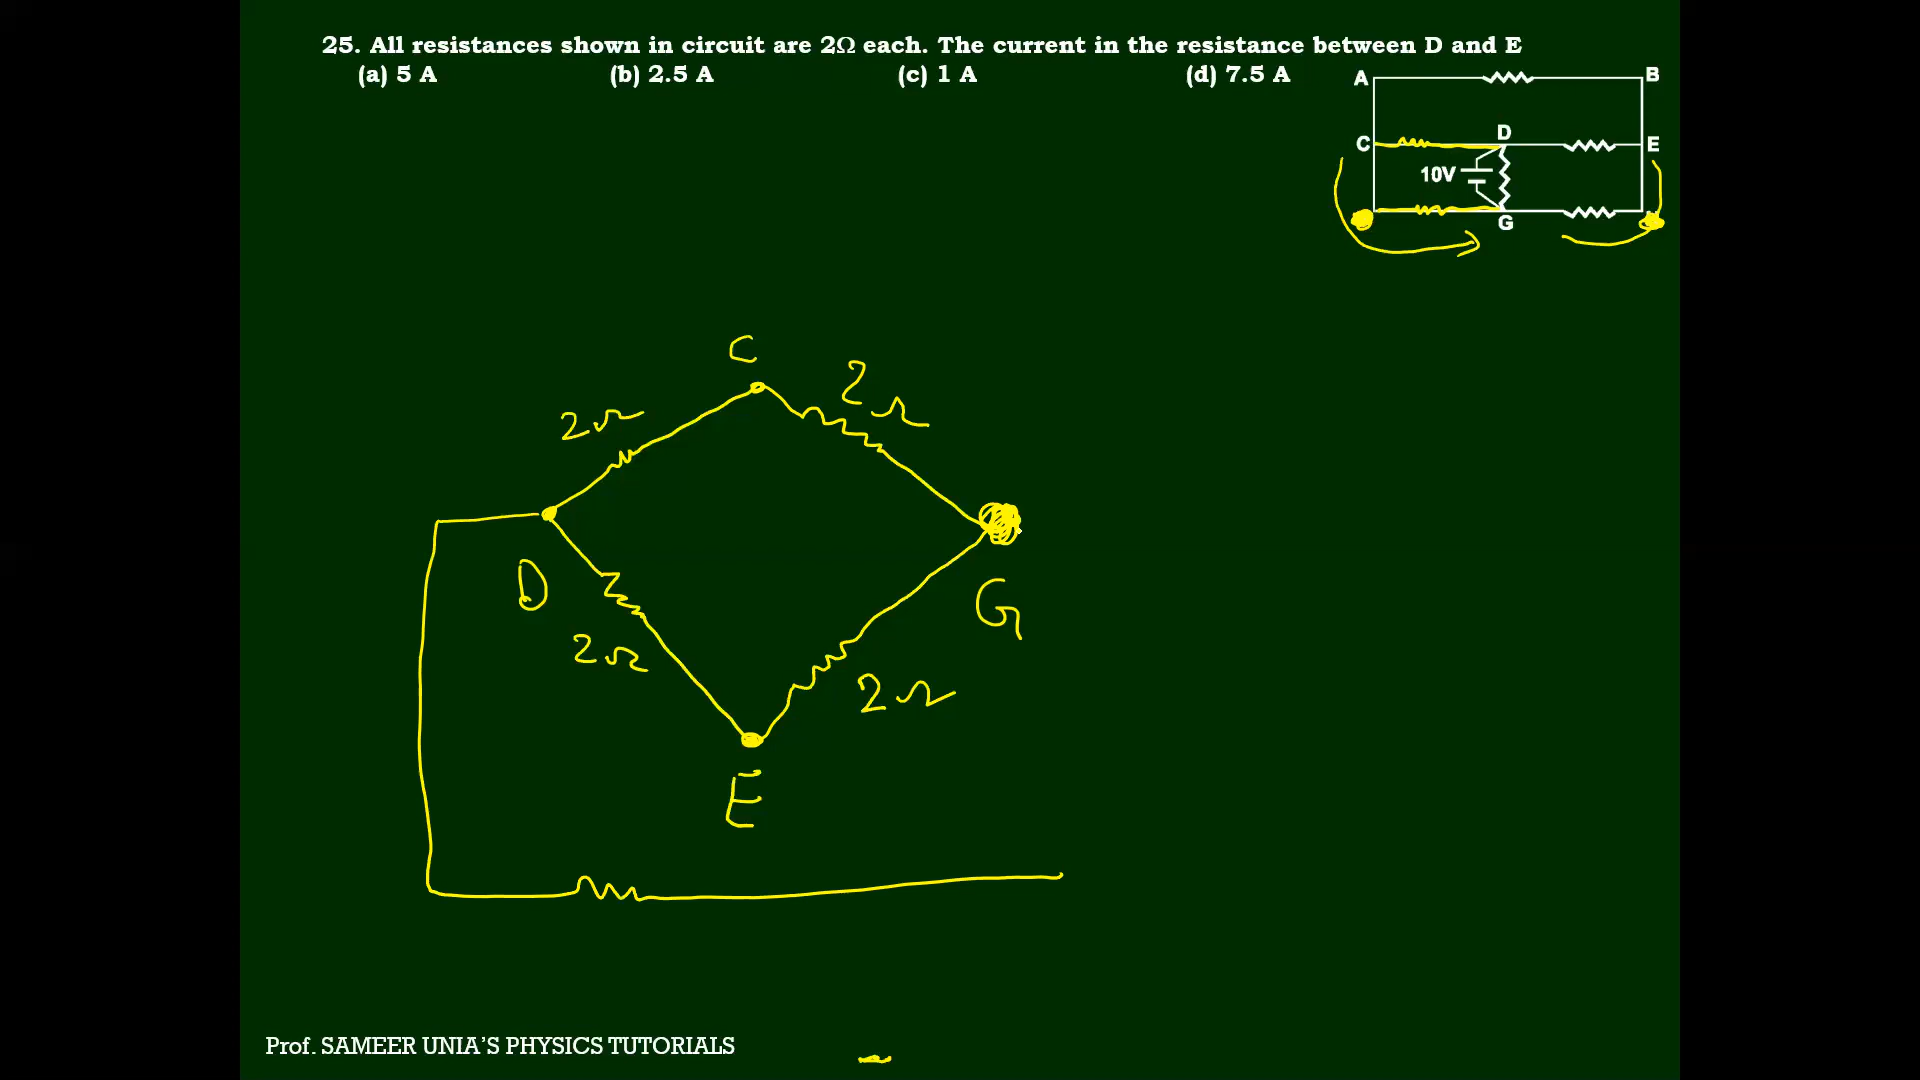 25. All resistances shown in circuit are 2Ω each. The current in the resistance between D and E
(a) 5 A (b) 2.5 A (c) 1 A (d) 7.5 A
A B
C D E
10V
G
C
2Ω
2Ω
D
G
2Ω
2Ω
E
Prof. SAMEER UNIA'S PHYSICS TUTORIALS